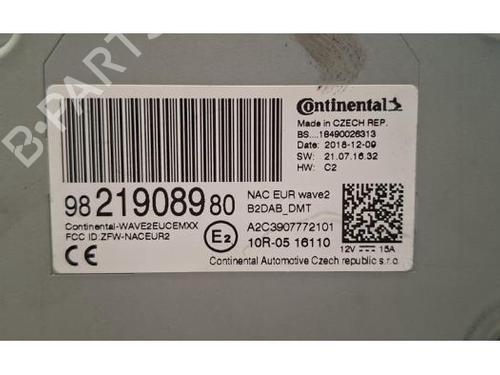 B-PARTS
Continental
Made in CZECH REP.
BS....18490026313
Date: 2018-12-09
SW: 21.07.16.32
HW: C2
98 219089 80
NAC EUR wave2
B2DAB_DMT
Continental-WAVE2EUCEMXX
FCC ID:ZFW-NACEUR2
A2C3907772101
CE
E2
10R-05 16110
12V 15A
Continental Automotive Czech republic s.r.o.